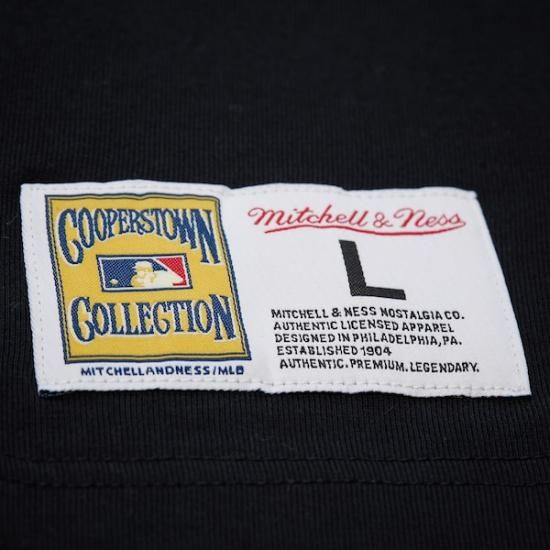 COOPERSTOWN
COLLECTION
MITCHELLANDNESS/MLB
Mitchell & Ness
L
MITCHELL & NESS NOSTALGIA CO.
AUTHENTIC LICENSED APPAREL
DESIGNED IN PHILADELPHIA,PA.
ESTABLISHED 1904
AUTHENTIC.PREMIUM.LEGENDARY.